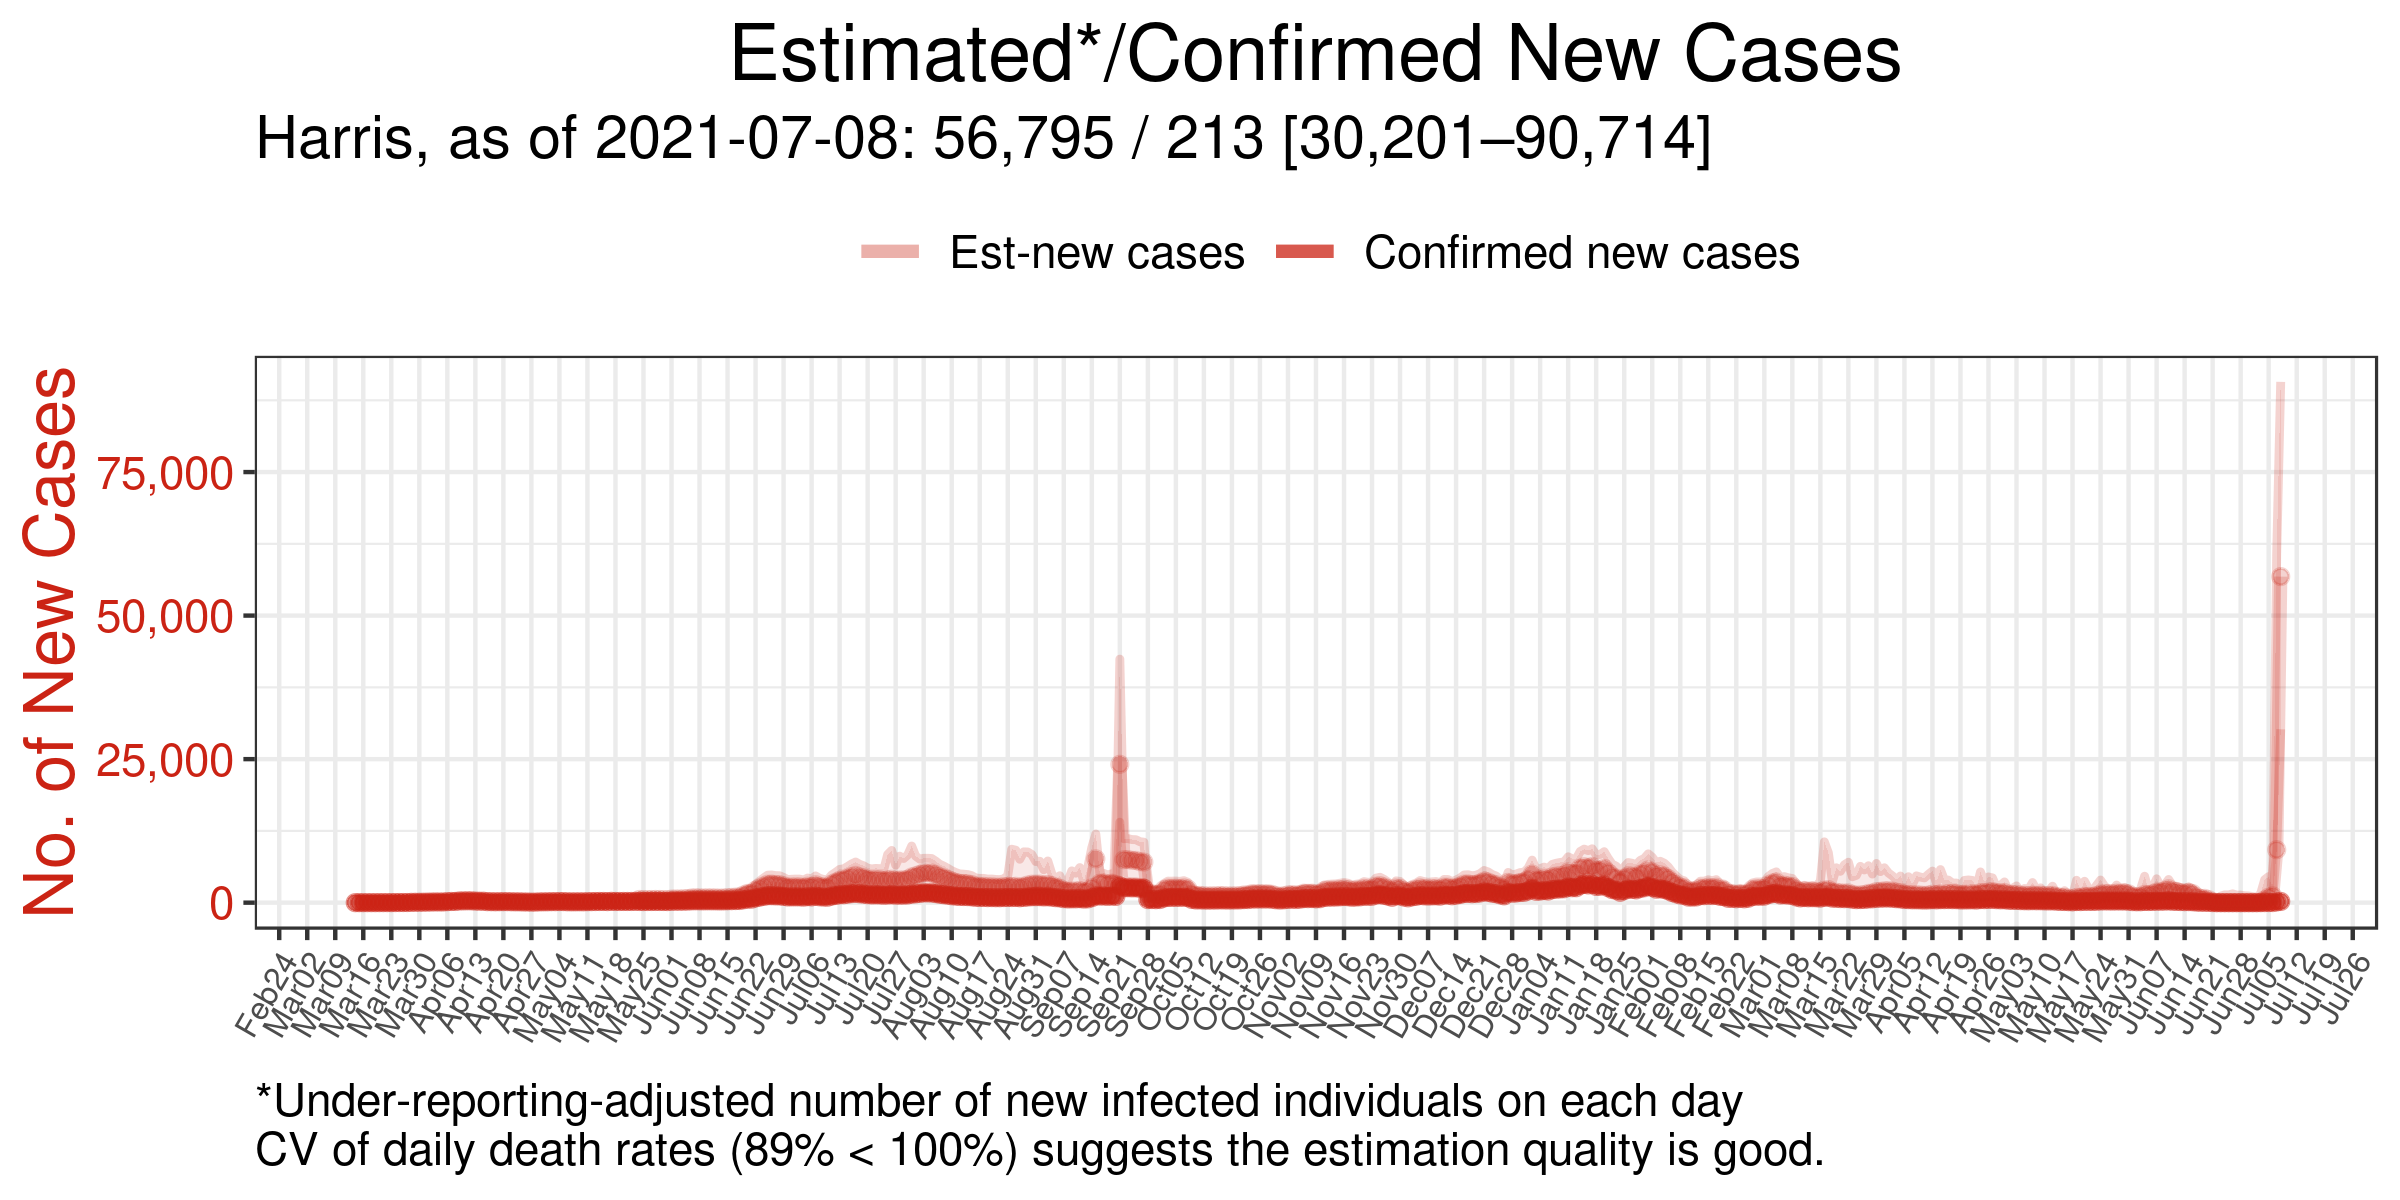 Estimated*/Confirmed New Cases
Harris, as of 2021-07-08: 56,795 / 213 [30,201–90,714]
Est-new cases Confirmed new cases
No. of New Cases
75,000
50,000
25,000
0
Feb24 Mar02 Mar09 Mar16 Mar23 Mar30 Apr06 Apr13 Apr20 Apr27 May04 May11 May18 May25 Jun01 Jun08 Jun15 Jun22 Jun29 Jul06 Jul13 Jul20 Jul27 Aug03 Aug10 Aug17 Aug24 Aug31 Sep07 Sep14 Sep21 Sep28 Oct05 Oct12 Oct19 Oct26 Nov02 Nov09 Nov16 Nov23 Nov30 Dec07 Dec14 Dec21 Dec28 Jan04 Jan11 Jan18 Jan25 Feb01 Feb08 Feb15 Feb22 Mar01 Mar08 Mar15 Mar22 Mar29 Apr05 Apr12 Apr19 Apr26 May03 May10 May17 May24 May31 Jun07 Jun14 Jun21 Jun28 Jul05 Jul12 Jul19 Jul26
*Under-reporting-adjusted number of new infected individuals on each day
CV of daily death rates (89% < 100%) suggests the estimation quality is good.